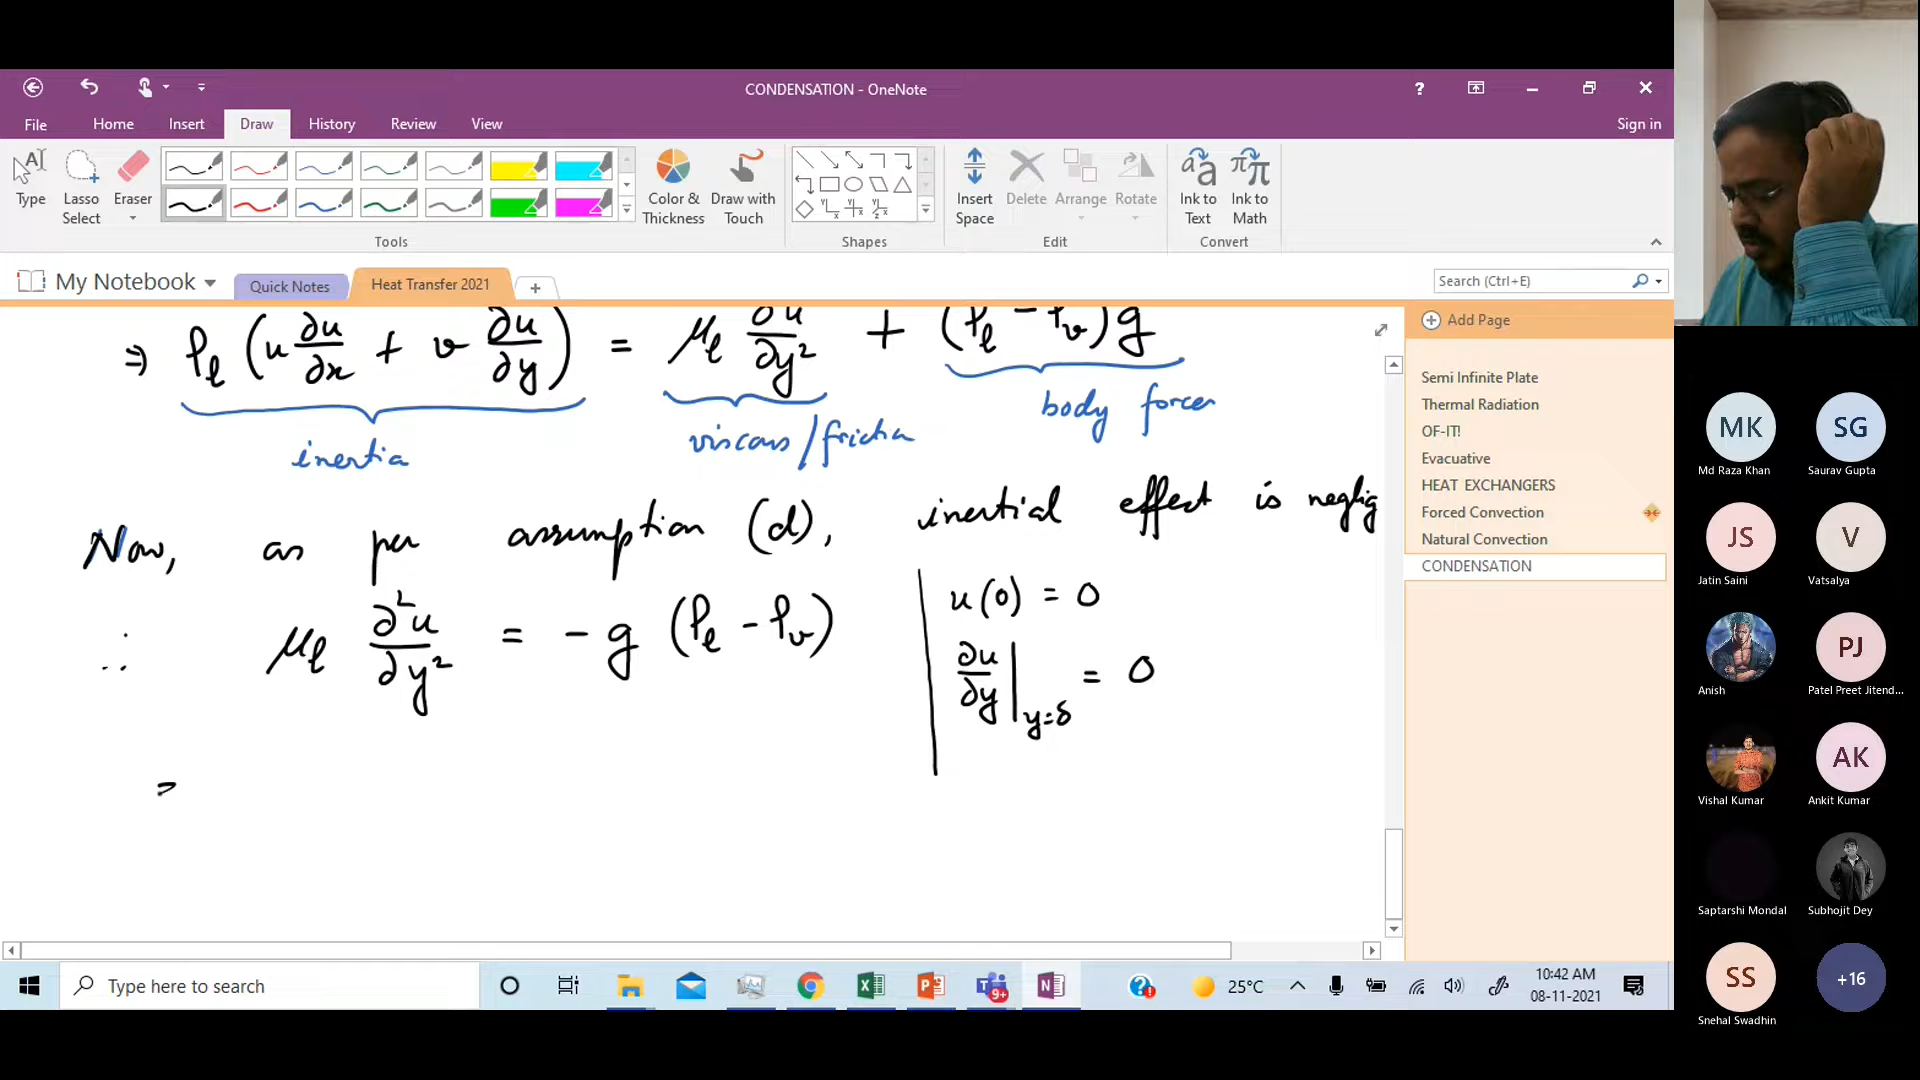 CONDENSATION - OneNote
?
File Home Insert Draw History Review View Sign in
Type Lasso Select Eraser Color & Thickness Draw with Touch Insert Space Delete Arrange Rotate Ink to Text Ink to Math
Tools Shapes Edit Convert
My Notebook Quick Notes Heat Transfer 2021 + Search (Ctrl+E)
Add Page
Semi Infinite Plate
Thermal Radiation
OF-IT!
Evacuative
HEAT EXCHANGERS
Forced Convection
Natural Convection
CONDENSATION
⇒ ρℓ (u ∂u/∂x + v ∂u/∂y) = μℓ ∂²u/∂y² + (ρℓ - ρv) g
inertia viscous/friction body forces
Now, as per assumption (d), inertial effect is neglig
∴ μℓ ∂²u/∂y² = - g (ρℓ - ρv)
u(0) = 0
∂u/∂y |y=δ = 0
=
MK SG
Md Raza Khan Saurav Gupta
JS V
Jatin Saini Vatsalya
PJ
Anish Patel Preet Jitend...
AK
Vishal Kumar Ankit Kumar
Saptarshi Mondal Subhojit Dey
SS +16
Snehal Swadhin
Type here to search
9+
25°C
10:42 AM
08-11-2021